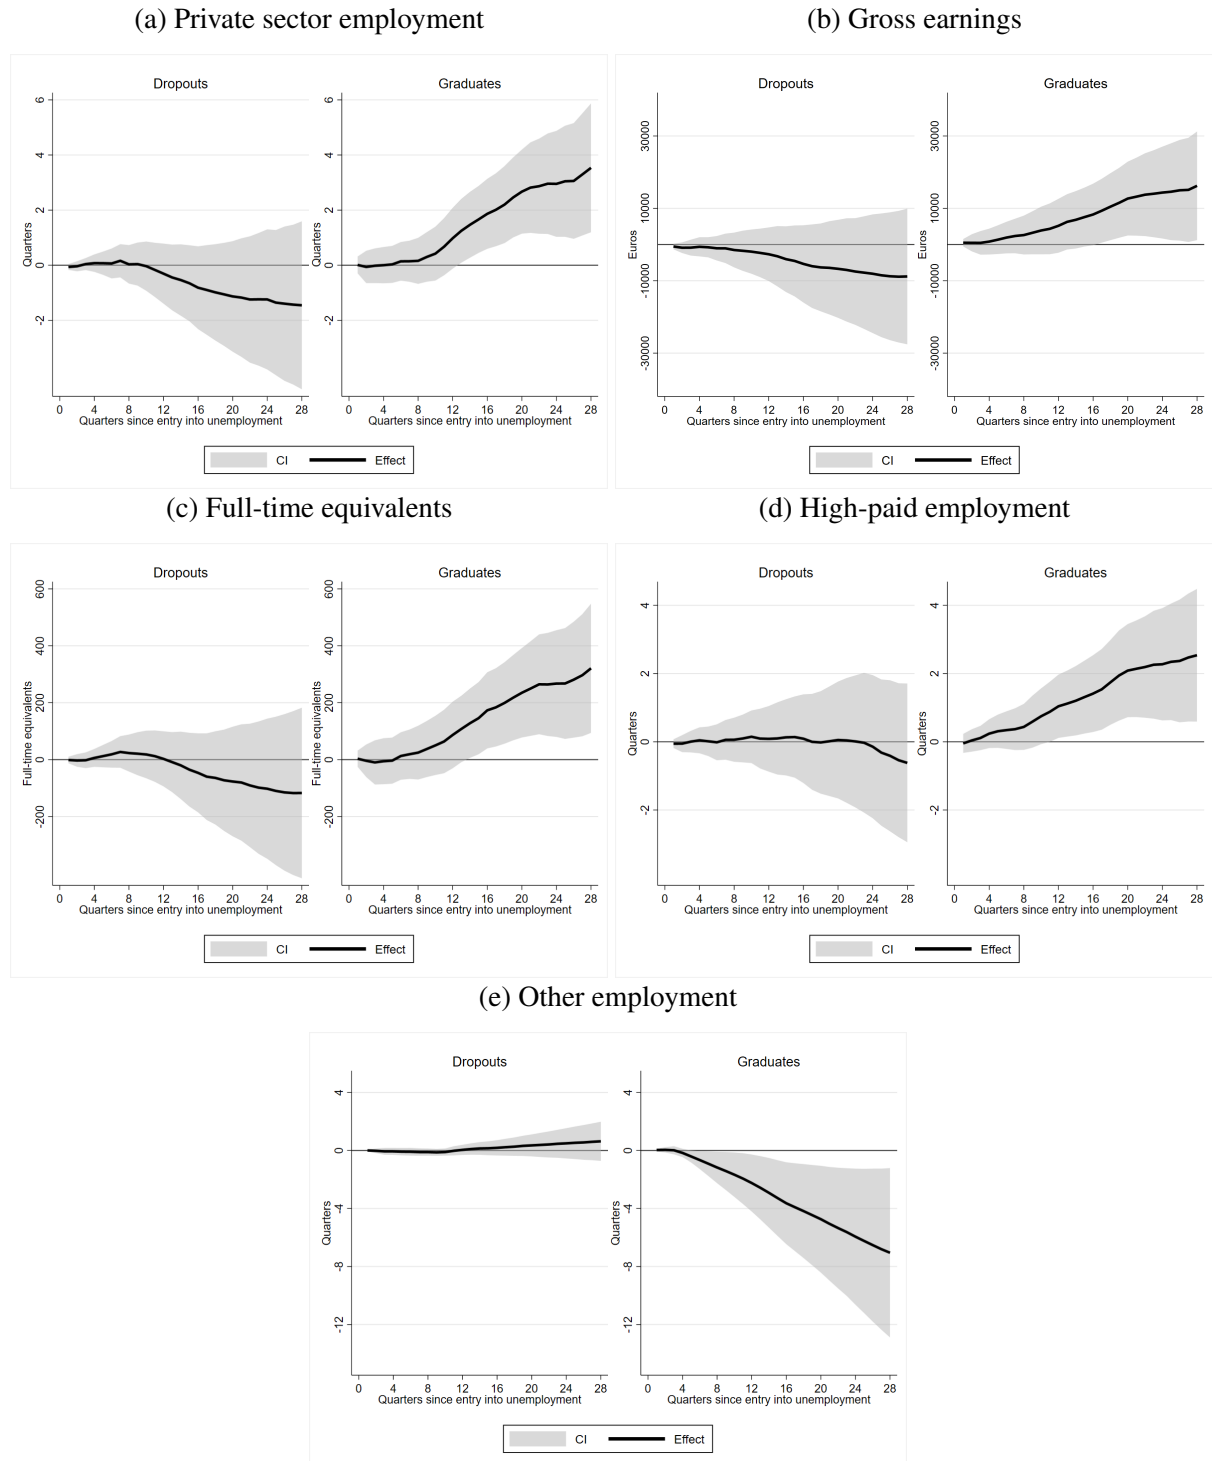 (a) Private sector employment
Dropouts
Graduates
Quarters
6
4
2
0
-2
0 4 8 12 16 20 24 28
Quarters since entry into unemployment
Quarters
6
4
2
0
-2
0 4 8 12 16 20 24 28
Quarters since entry into unemployment
CI Effect
(b) Gross earnings
Dropouts
Graduates
Euros
30000
10000
-10000
-30000
0 4 8 12 16 20 24 28
Quarters since entry into unemployment
Euros
30000
10000
-10000
-30000
0 4 8 12 16 20 24 28
Quarters since entry into unemployment
CI Effect
(c) Full-time equivalents
Dropouts
Graduates
Full-time equivalents
600
400
200
0
-200
0 4 8 12 16 20 24 28
Quarters since entry into unemployment
Full-time equivalents
600
400
200
0
-200
0 4 8 12 16 20 24 28
Quarters since entry into unemployment
CI Effect
(d) High-paid employment
Dropouts
Graduates
Quarters
4
2
0
-2
0 4 8 12 16 20 24 28
Quarters since entry into unemployment
Quarters
4
2
0
-2
0 4 8 12 16 20 24 28
Quarters since entry into unemployment
CI Effect
(e) Other employment
Dropouts
Graduates
Quarters
4
0
-4
-8
-12
0 4 8 12 16 20 24 28
Quarters since entry into unemployment
Quarters
4
0
-4
-8
-12
0 4 8 12 16 20 24 28
Quarters since entry into unemployment
CI Effect